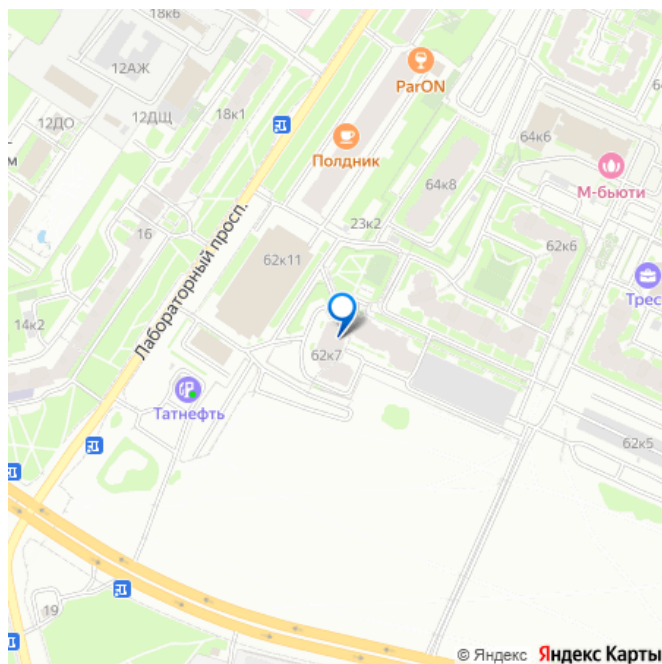 18к6
12АЖ
ParON
18к1
12ДО
12ДЩ
64к6
Полдник
М-бьюти
64к8
23к2
16
62к6
62к11
Лабораторный просп.
Трес
14к2
62к7
Татнефть
62к5
19
© Яндекс Яндекс Карты